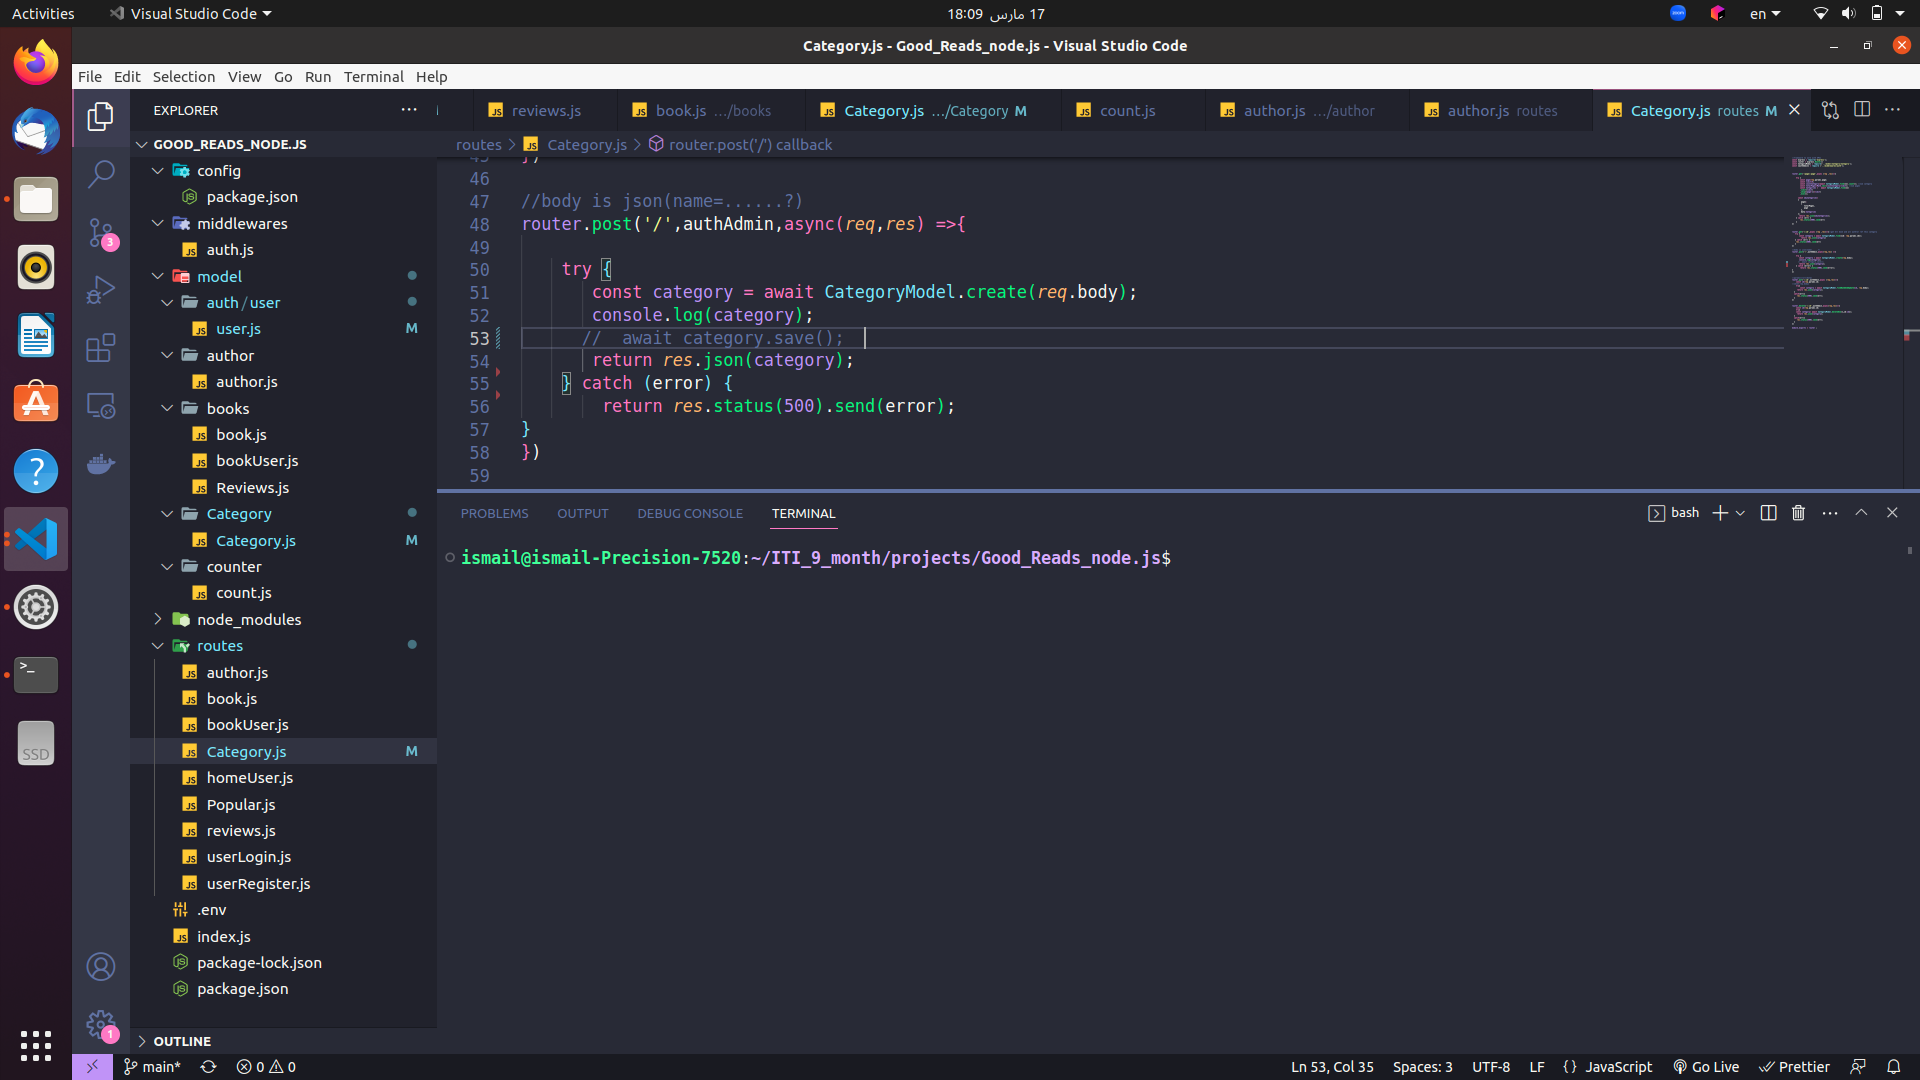 Activities
Visual Studio Code
17 مارس 18:09
zoom
en
Category.js - Good_Reads_node.js - Visual Studio Code
File Edit Selection View Go Run Terminal Help
EXPLORER
reviews.js
book.js …/books
Category.js …/Category M
count.js
author.js …/author
author.js routes
Category.js routes M
GOOD_READS_NODE.JS
routes > Category.js > router.post('/') callback
config
package.json
middlewares
auth.js
model
auth/user
user.js M
author
author.js
books
book.js
bookUser.js
Reviews.js
Category
Category.js M
counter
count.js
node_modules
routes
author.js
book.js
bookUser.js
Category.js M
homeUser.js
Popular.js
reviews.js
userLogin.js
userRegister.js
.env
index.js
package-lock.json
package.json
OUTLINE
3
1
SSD
45 })
46
47 //body is json(name=......?)
48 router.post('/',authAdmin,async(req,res) =>{
49
50 try {
51 const category = await CategoryModel.create(req.body);
52 console.log(category);
53 //  await category.save();
54 return res.json(category);
55 } catch (error) {
56 return res.status(500).send(error);
57 }
58 })
59
PROBLEMS OUTPUT DEBUG CONSOLE TERMINAL
bash
ismail@ismail-Precision-7520:~/ITI_9_month/projects/Good_Reads_node.js$
main*
0 0
Ln 53, Col 35
Spaces: 3
UTF-8
LF
{ } JavaScript
Go Live
Prettier